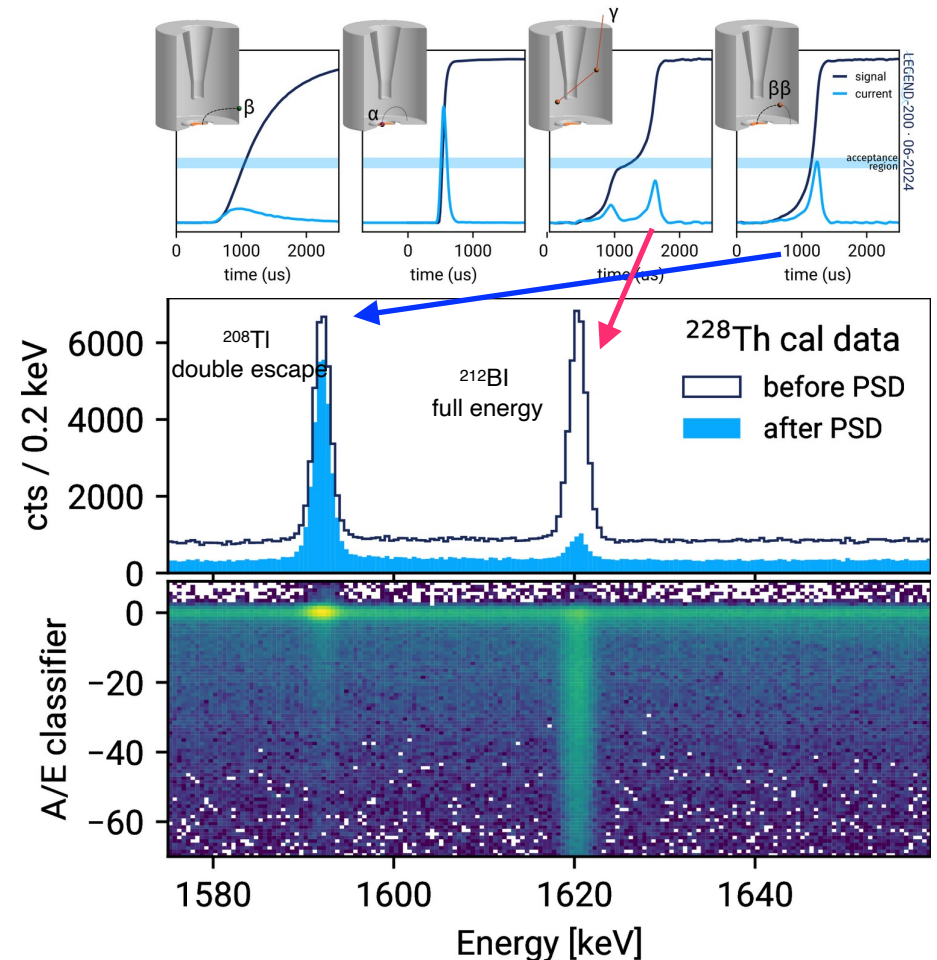 γ
β
α
ββ
signal
current
acceptance
region
LEGEND-200 · 06-2024
0 1000 2000
0 1000
0 1000 2000
0 1000 2000
time (us)
time (us)
time (us)
time (us)
228Th cal data
before PSD
after PSD
208Tl
double escape
212BI
full energy
cts / 0.2 keV
6000
4000
2000
0
A/E classifier
0
−20
−40
−60
1580 1600 1620 1640
Energy [keV]